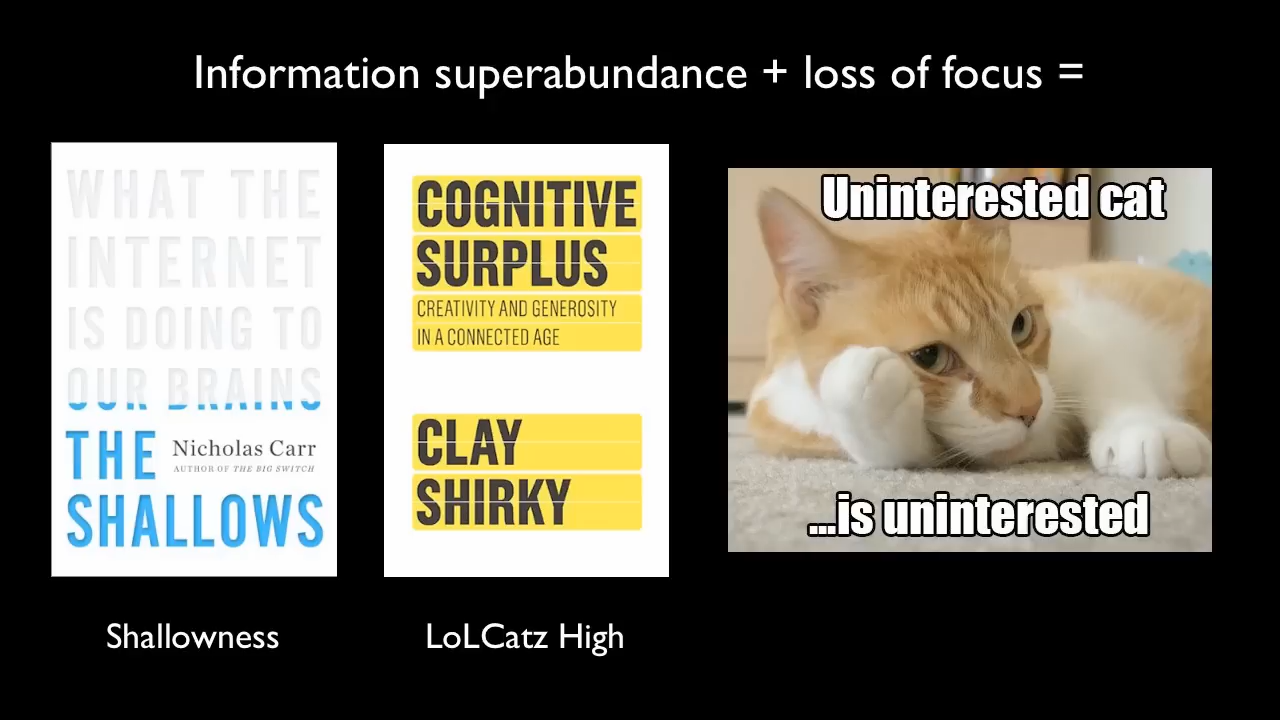 Information superabundance + loss of focus =
WHAT THE
INTERNET
IS DOING TO
OUR BRAINS
THE
Nicholas Carr
AUTHOR OF THE BIG SWITCH
SHALLOWS
Shallowness
COGNITIVE
SURPLUS
CREATIVITY AND GENEROSITY
IN A CONNECTED AGE
CLAY
SHIRKY
LoLCatz High
Uninterested cat
...is uninterested